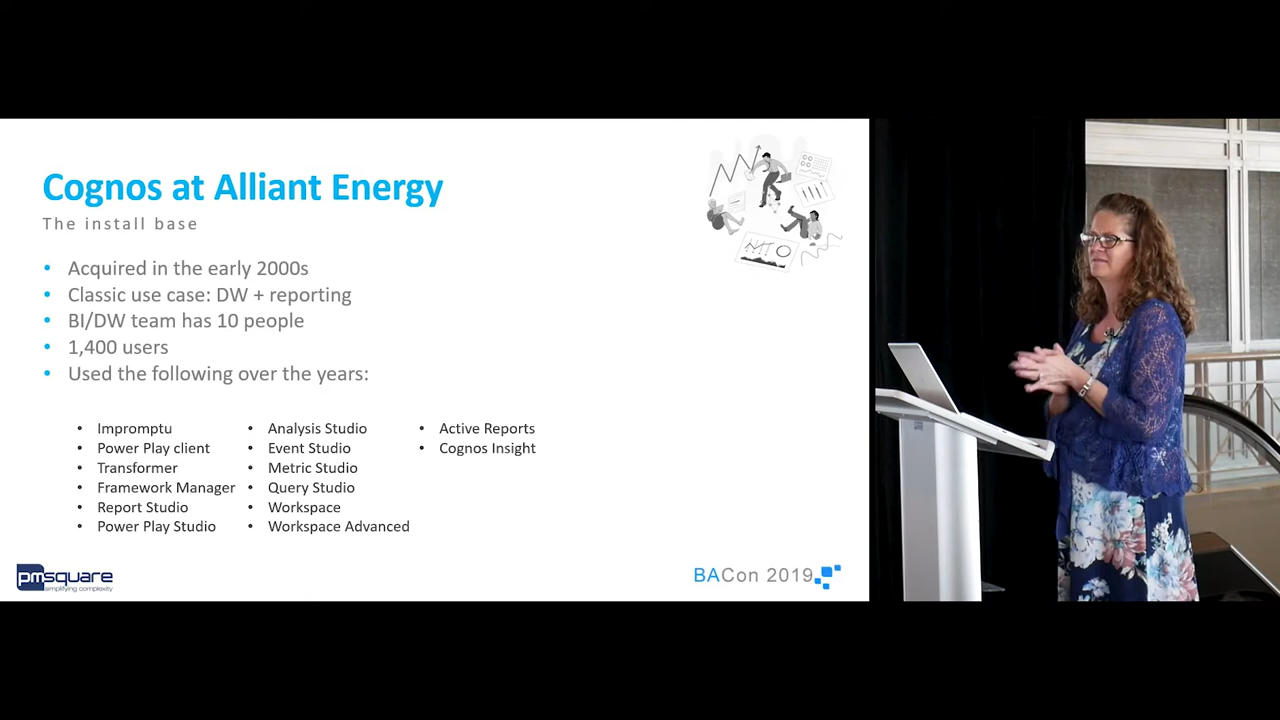 Cognos at Alliant Energy
The install base
• Acquired in the early 2000s
• Classic use case: DW + reporting
• BI/DW team has 10 people
• 1,400 users
• Used the following over the years:
• Impromptu
• Power Play client
• Transformer
• Framework Manager
• Report Studio
• Power Play Studio
• Analysis Studio
• Event Studio
• Metric Studio
• Query Studio
• Workspace
• Workspace Advanced
• Active Reports
• Cognos Insight
pmsquare
simplifying complexity
BACon 2019